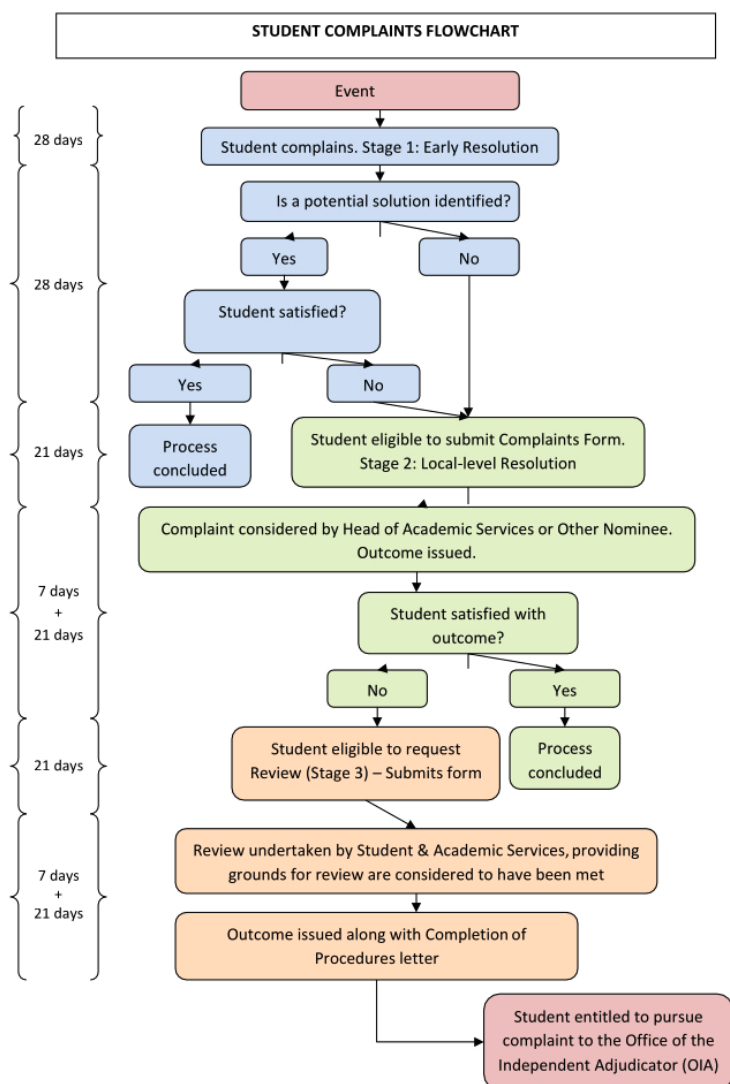 STUDENT COMPLAINTS FLOWCHART
Event
28 days
Student complains. Stage 1: Early Resolution
Is a potential solution identified?
Yes
No
28 days
Student satisfied?
Yes
No
21 days
Process
concluded
Student eligible to submit Complaints Form.
Stage 2: Local-level Resolution
Complaint considered by Head of Academic Services or Other Nominee.
Outcome issued.
7 days
+
21 days
Student satisfied with
outcome?
No
Yes
21 days
Student eligible to request
Review (Stage 3) – Submits form
Process
concluded
Review undertaken by Student & Academic Services, providing
grounds for review are considered to have been met
7 days
+
21 days
Outcome issued along with Completion of
Procedures letter
Student entitled to pursue
complaint to the Office of the
Independent Adjudicator (OIA)